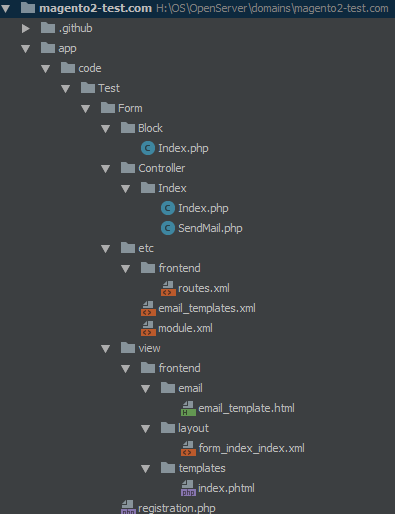 magento2-test.com H:\OS\OpenServer\domains\magento2-test.com
.github
app
code
Test
Form
Block
Index.php
Controller
Index
Index.php
SendMail.php
etc
frontend
routes.xml
email_templates.xml
module.xml
view
frontend
email
email_template.html
layout
form_index_index.xml
templates
index.phtml
registration.php